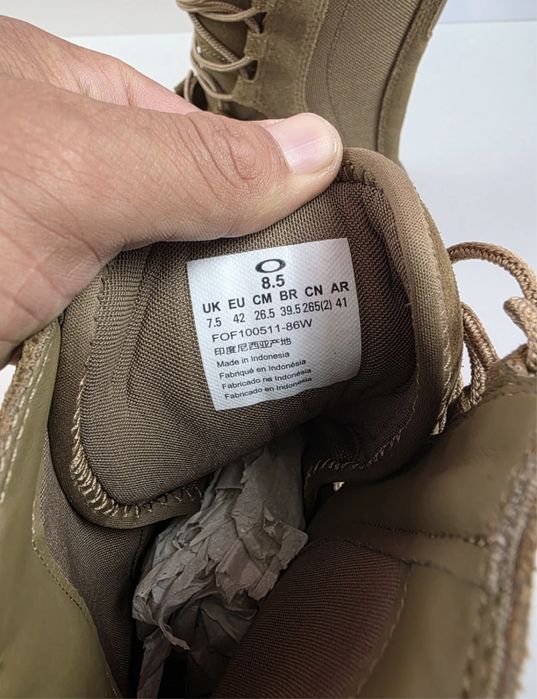 8.5
UK EU CM BR CN AR
7.5 42 26.5 39.5 265(2) 41
FOF100511-86W
印度尼西亚产地
Made in Indonesia
Fabriqué en Indonésie
Fabricado ne Indonésia
Fabricado en Indonesia